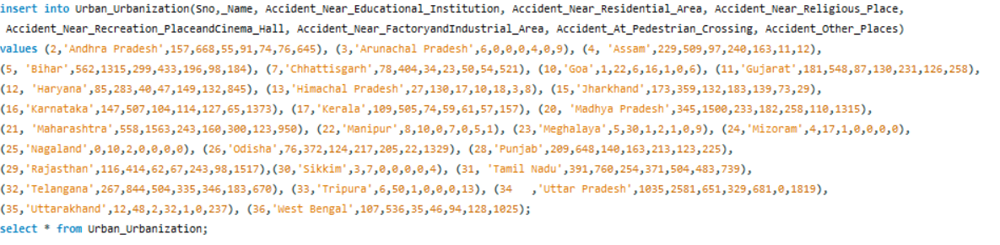 insert into Urban_Urbanization(Sno,_Name, Accident_Near_Educational_Institution, Accident_Near_Residential_Area, Accident_Near_Religious_Place,
Accident_Near_Recreation_PlaceandCinema_Hall, Accident_Near_FactoryandIndustrial_Area, Accident_At_Pedestrian_Crossing, Accident_Other_Places)
values (2,'Andhra Pradesh',157,668,55,91,74,76,645), (3,'Arunachal Pradesh',6,0,0,0,4,0,9), (4, 'Assam',229,509,97,240,163,11,12),
(5, 'Bihar',562,1315,299,433,196,98,184), (7,'Chhattisgarh',78,404,34,23,50,54,521), (10,'Goa',1,22,6,16,1,0,6), (11,'Gujarat',181,548,87,130,231,126,258),
(12, 'Haryana',85,283,40,47,149,132,845), (13,'Himachal Pradesh',27,130,17,10,18,3,8), (15,'Jharkhand',173,359,132,183,139,73,29),
(16,'Karnataka',147,507,104,114,127,65,1373), (17,'Kerala',109,505,74,59,61,57,157), (20, 'Madhya Pradesh',345,1500,233,182,258,110,1315),
(21, 'Maharashtra',558,1563,243,160,300,123,950), (22,'Manipur',8,10,0,7,0,5,1), (23,'Meghalaya',5,30,1,2,1,0,9), (24,'Mizoram',4,17,1,0,0,0,0),
(25,'Nagaland',0,10,2,0,0,0,0), (26,'Odisha',76,372,124,217,205,22,1329), (28,'Punjab',209,648,140,163,213,123,225),
(29,'Rajasthan',116,414,62,67,243,98,1517),(30,'Sikkim',3,7,0,0,0,0,4), (31, 'Tamil Nadu',391,760,254,371,504,483,739),
(32,'Telangana',267,844,504,335,346,183,670), (33,'Tripura',6,50,1,0,0,0,13), (34   ,'Uttar Pradesh',1035,2581,651,329,681,0,1819),
(35,'Uttarakhand',12,48,2,32,1,0,237), (36,'West Bengal',107,536,35,46,94,128,1025);
select * from Urban_Urbanization;